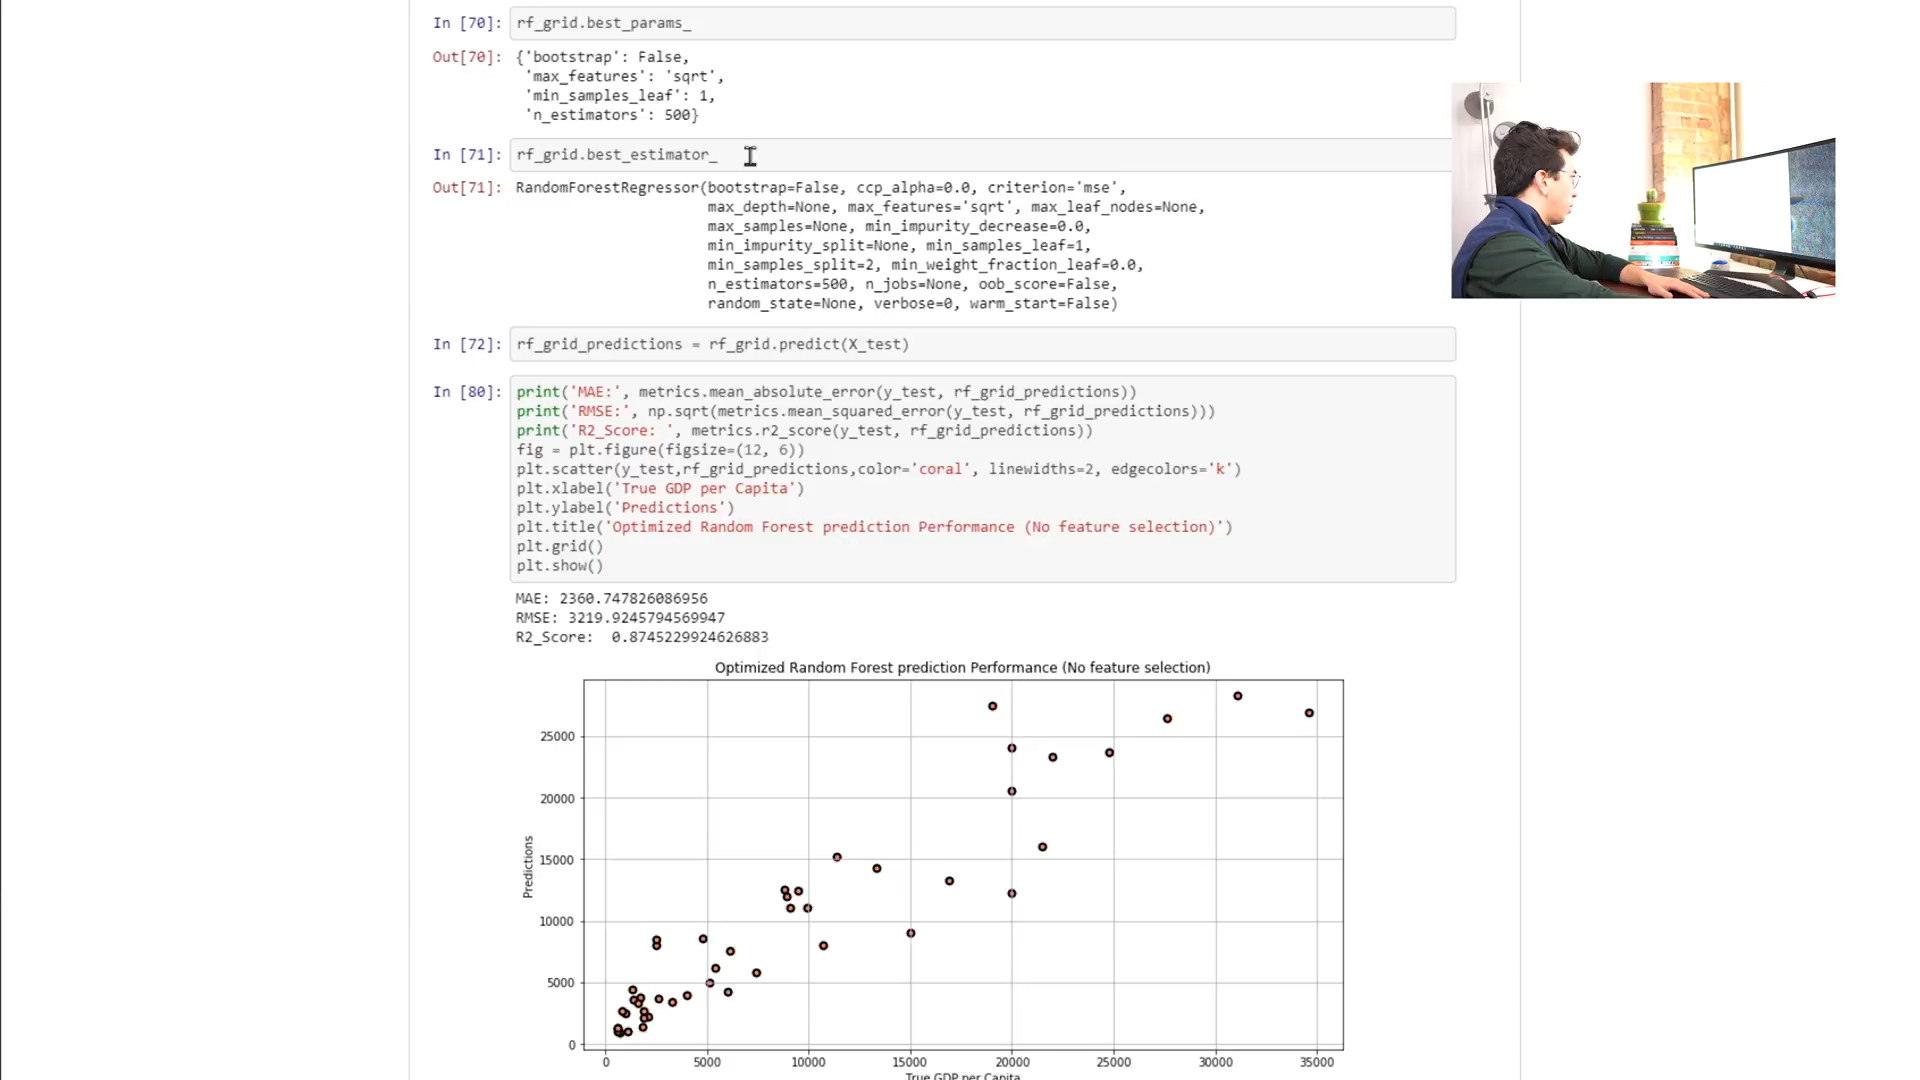 In [70]: rf_grid.best_params_
Out[70]: {'bootstrap': False,
'max_features': 'sqrt',
'min_samples_leaf': 1,
'n_estimators': 500}
In [71]: rf_grid.best_estimator_
Out[71]: RandomForestRegressor(bootstrap=False, ccp_alpha=0.0, criterion='mse',
max_depth=None, max_features='sqrt', max_leaf_nodes=None,
max_samples=None, min_impurity_decrease=0.0,
min_impurity_split=None, min_samples_leaf=1,
min_samples_split=2, min_weight_fraction_leaf=0.0,
n_estimators=500, n_jobs=None, oob_score=False,
random_state=None, verbose=0, warm_start=False)
In [72]: rf_grid_predictions = rf_grid.predict(X_test)
In [80]: print('MAE:', metrics.mean_absolute_error(y_test, rf_grid_predictions))
print('RMSE:', np.sqrt(metrics.mean_squared_error(y_test, rf_grid_predictions)))
print('R2_Score: ', metrics.r2_score(y_test, rf_grid_predictions))
fig = plt.figure(figsize=(12, 6))
plt.scatter(y_test,rf_grid_predictions,color='coral', linewidths=2, edgecolors='k')
plt.xlabel('True GDP per Capita')
plt.ylabel('Predictions')
plt.title('Optimized Random Forest prediction Performance (No feature selection)')
plt.grid()
plt.show()
MAE: 2360.747826086956
RMSE: 3219.9245794569947
R2_Score:  0.8745229924626883
Optimized Random Forest prediction Performance (No feature selection)
25000
20000
15000
10000
5000
0
Predictions
0 5000 10000 15000 20000 25000 30000 35000
True GDP per Capita